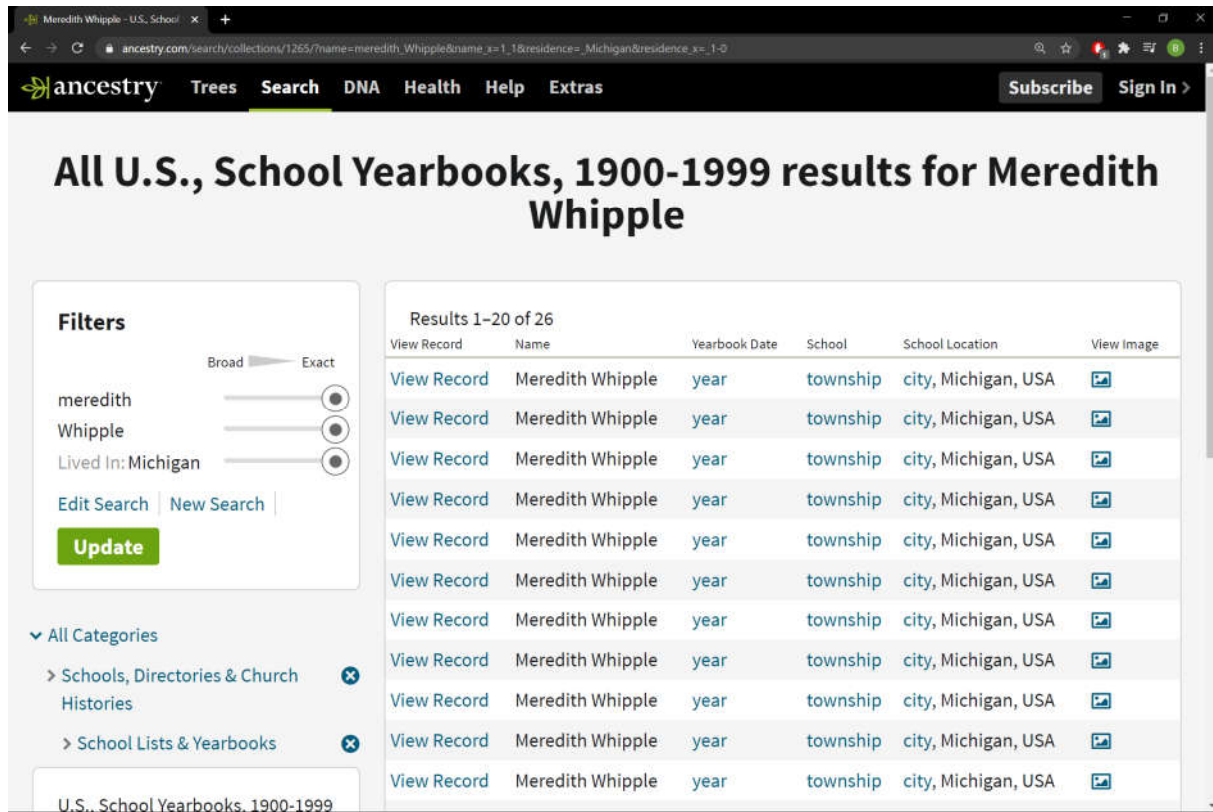 Meredith Whipple - U.S., School
ancestry.com/search/collections/1265/?name=meredith_Whipple&name_x=1_1&residence=_Michigan&residence_x=_1-0
B
ancestry Trees Search DNA Health Help Extras Subscribe Sign In >
All U.S., School Yearbooks, 1900-1999 results for Meredith
Whipple
Filters
Broad Exact
meredith
Whipple
Lived In: Michigan
Edit Search New Search
Update
All Categories
Schools, Directories & Church
Histories
School Lists & Yearbooks
U.S., School Yearbooks, 1900-1999
Results 1–20 of 26
View Record Name Yearbook Date School School Location View Image
View Record Meredith Whipple year township city, Michigan, USA
View Record Meredith Whipple year township city, Michigan, USA
View Record Meredith Whipple year township city, Michigan, USA
View Record Meredith Whipple year township city, Michigan, USA
View Record Meredith Whipple year township city, Michigan, USA
View Record Meredith Whipple year township city, Michigan, USA
View Record Meredith Whipple year township city, Michigan, USA
View Record Meredith Whipple year township city, Michigan, USA
View Record Meredith Whipple year township city, Michigan, USA
View Record Meredith Whipple year township city, Michigan, USA
View Record Meredith Whipple year township city, Michigan, USA